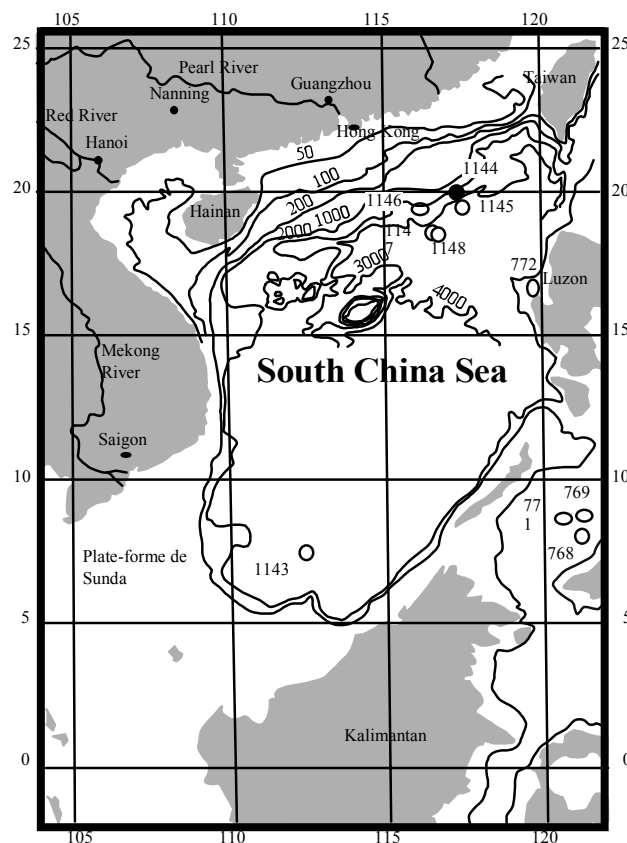 105
110
115
120
25
25
Pearl River
Guangzhou
Taiwan
Nanning
Red River
Hong Kong
Hanoi
50
100
1144
20
20
200
1146
1145
Hainan
1000
2000
114
7
1148
3000
772
Luzon
4000
15
15
Mekong
River
South China Sea
Saigon
10
10
77
1
769
768
Plate-forme de
Sunda
1143
5
5
Kalimantan
0
0
105
110
115
120